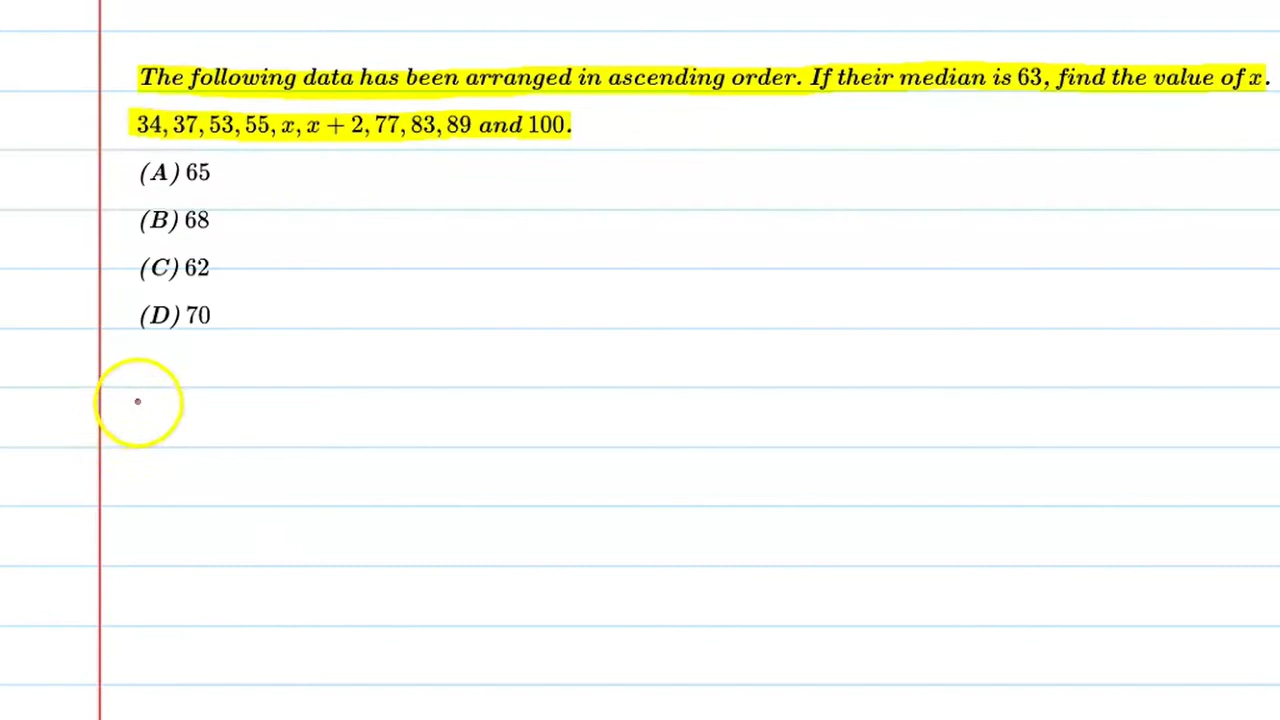 The following data has been arranged in ascending order. If their median is 63, find the value of x.
34, 37, 53, 55, x, x + 2, 77, 83, 89 and 100.
(A) 65
(B) 68
(C) 62
(D) 70